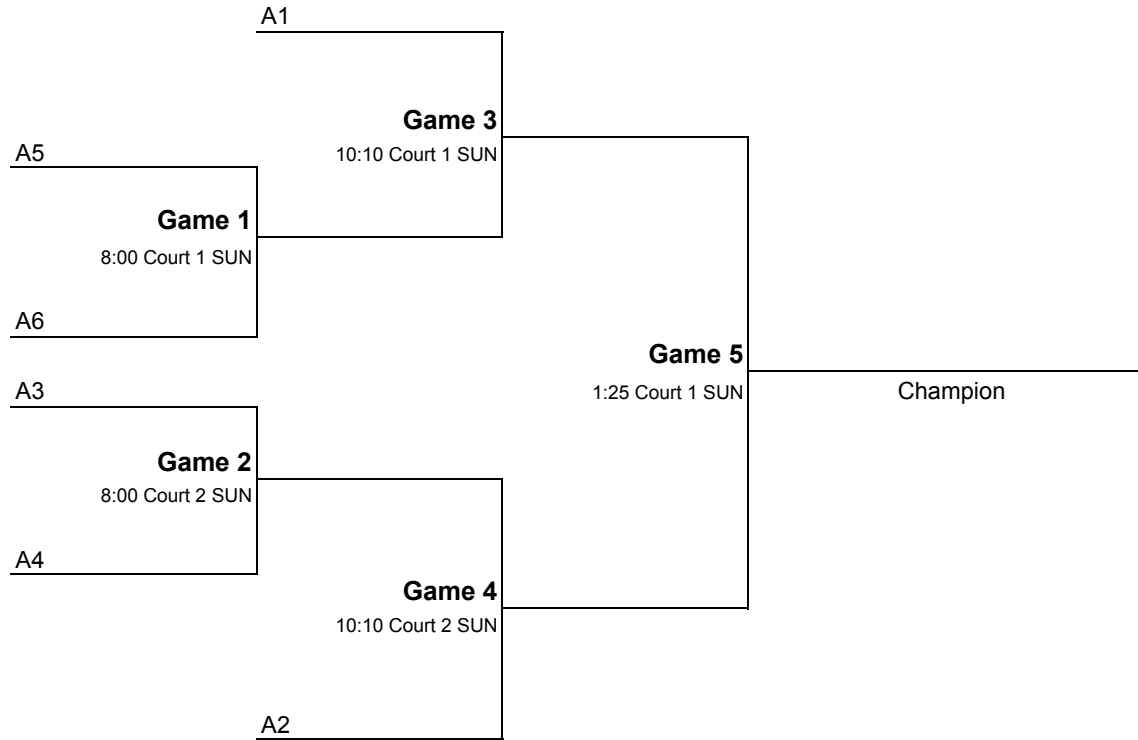 A1
Game 3
10:10 Court 1 SUN
A5
Game 1
8:00 Court 1 SUN
A6
Game 5
1:25 Court 1 SUN
Champion
A3
Game 2
8:00 Court 2 SUN
A4
Game 4
10:10 Court 2 SUN
A2